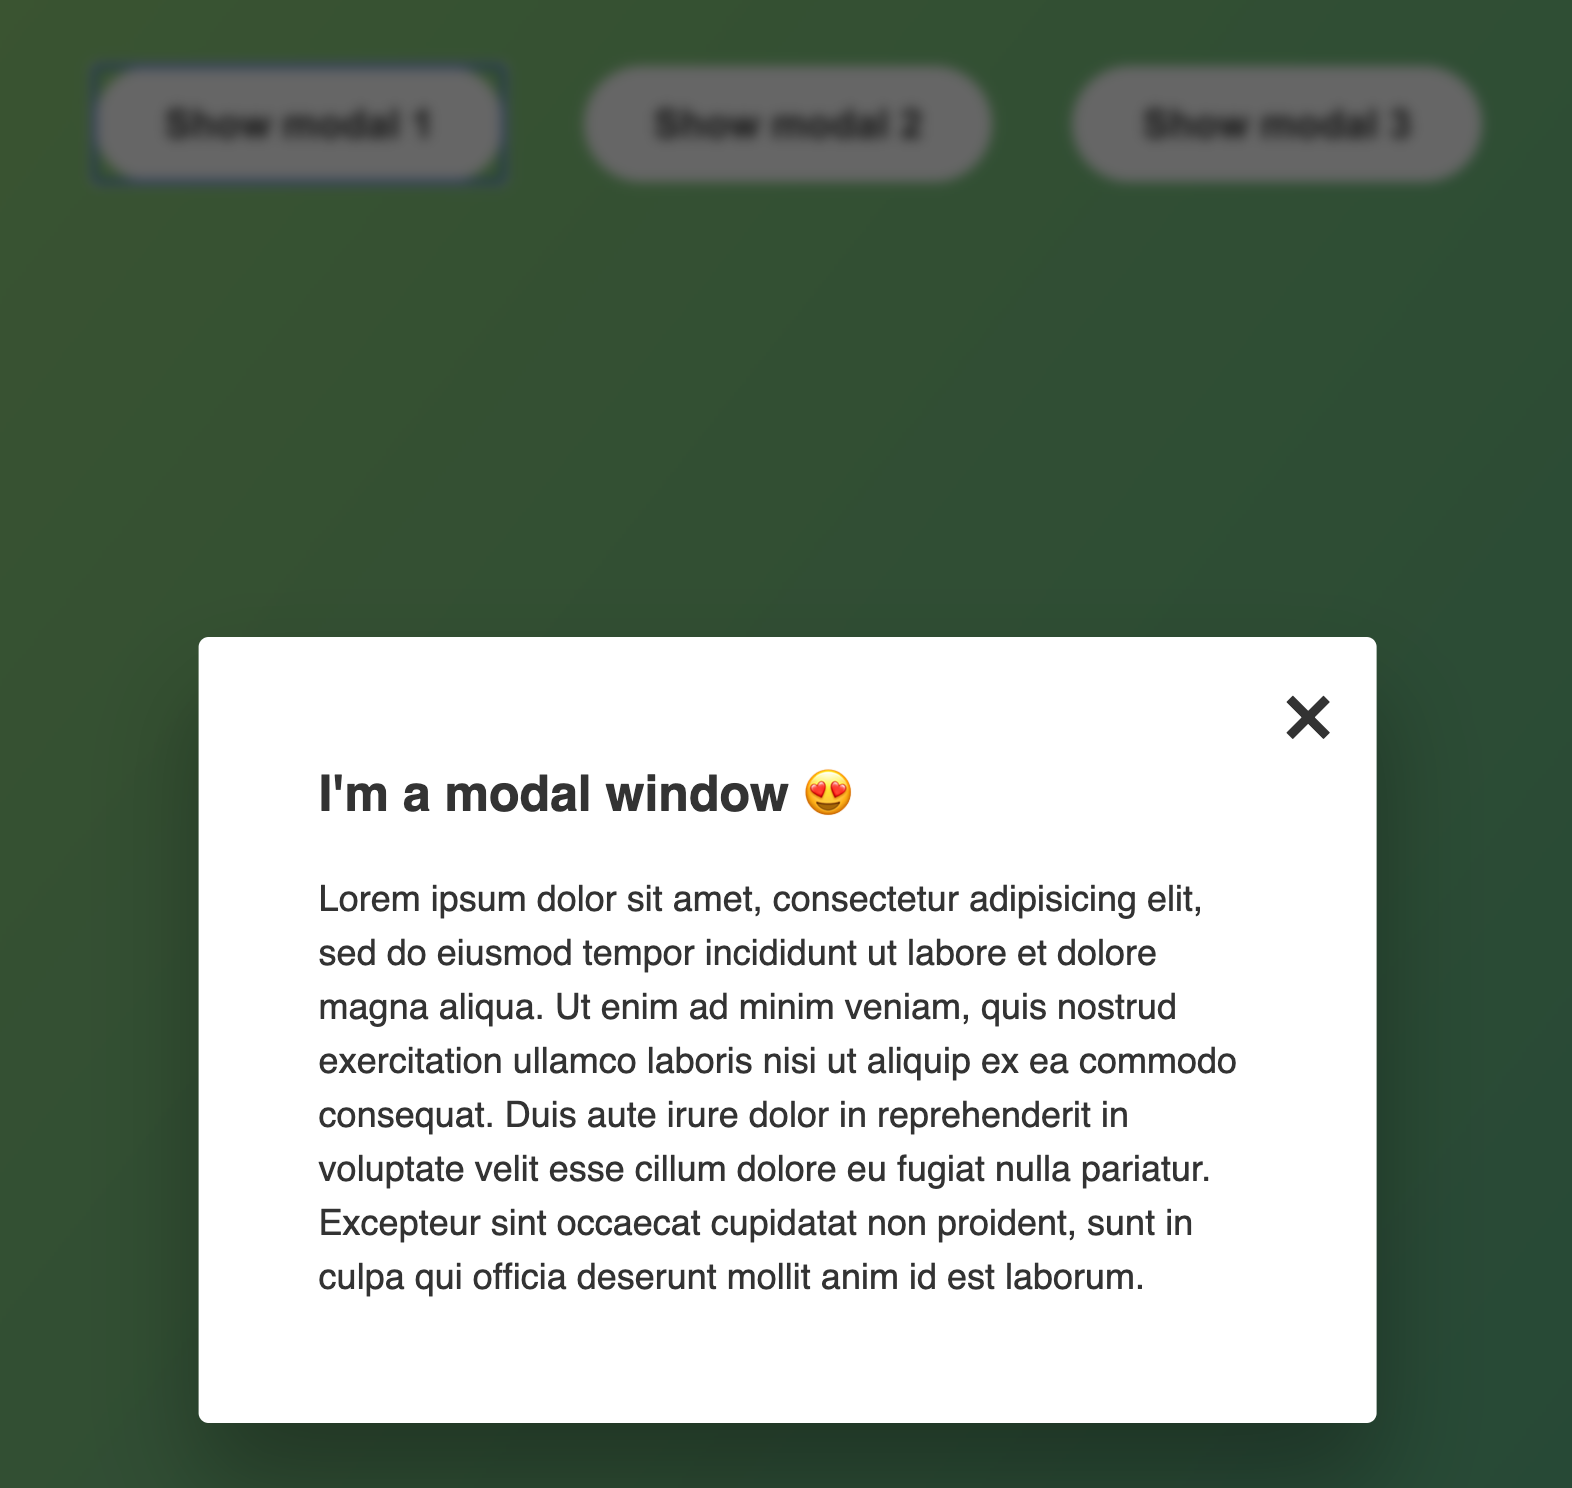 Show modal 1
Show modal 2
Show modal 3
×
I'm a modal window 😍
Lorem ipsum dolor sit amet, consectetur adipisicing elit,
sed do eiusmod tempor incididunt ut labore et dolore
magna aliqua. Ut enim ad minim veniam, quis nostrud
exercitation ullamco laboris nisi ut aliquip ex ea commodo
consequat. Duis aute irure dolor in reprehenderit in
voluptate velit esse cillum dolore eu fugiat nulla pariatur.
Excepteur sint occaecat cupidatat non proident, sunt in
culpa qui officia deserunt mollit anim id est laborum.